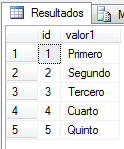 Resultados M
id valor1
1 1 Primero
2 2 Segundo
3 3 Tercero
4 4 Cuarto
5 5 Quinto